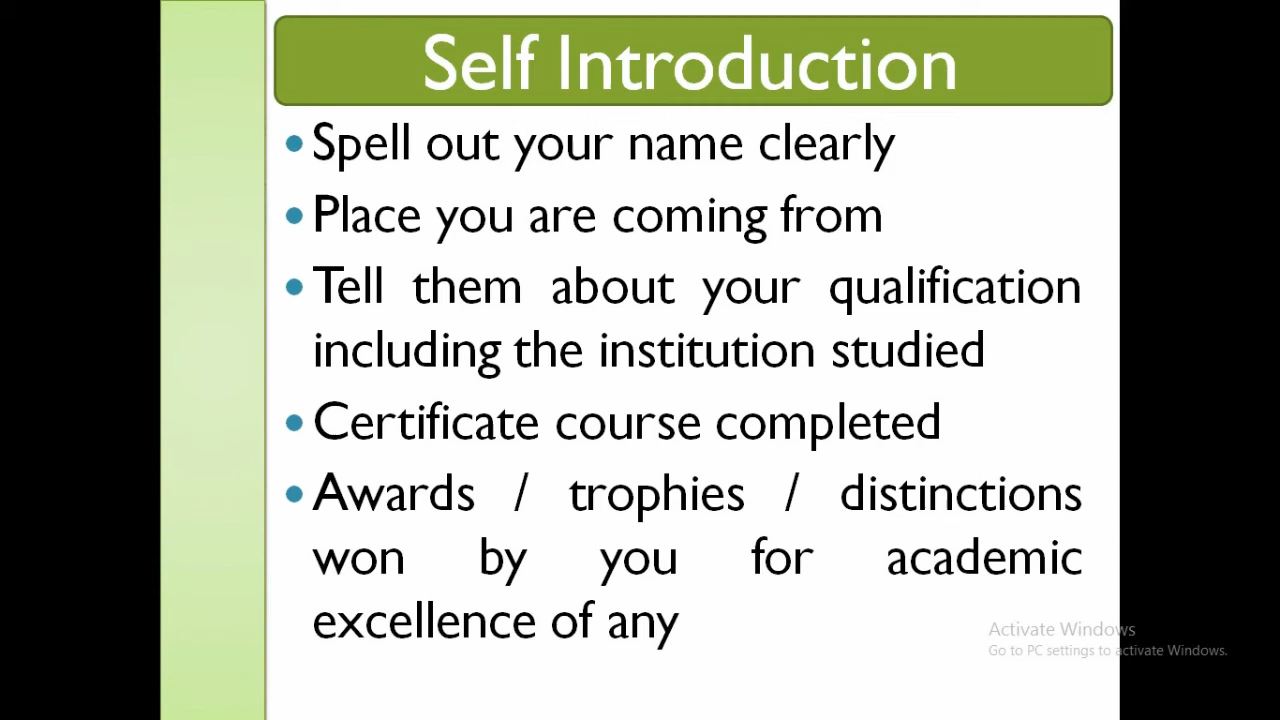 Self Introduction
• Spell out your name clearly
• Place you are coming from
• Tell them about your qualification
including the institution studied
• Certificate course completed
• Awards / trophies / distinctions
won by you for academic
excellence of any
Activate Windows
Go to PC settings to activate Windows.